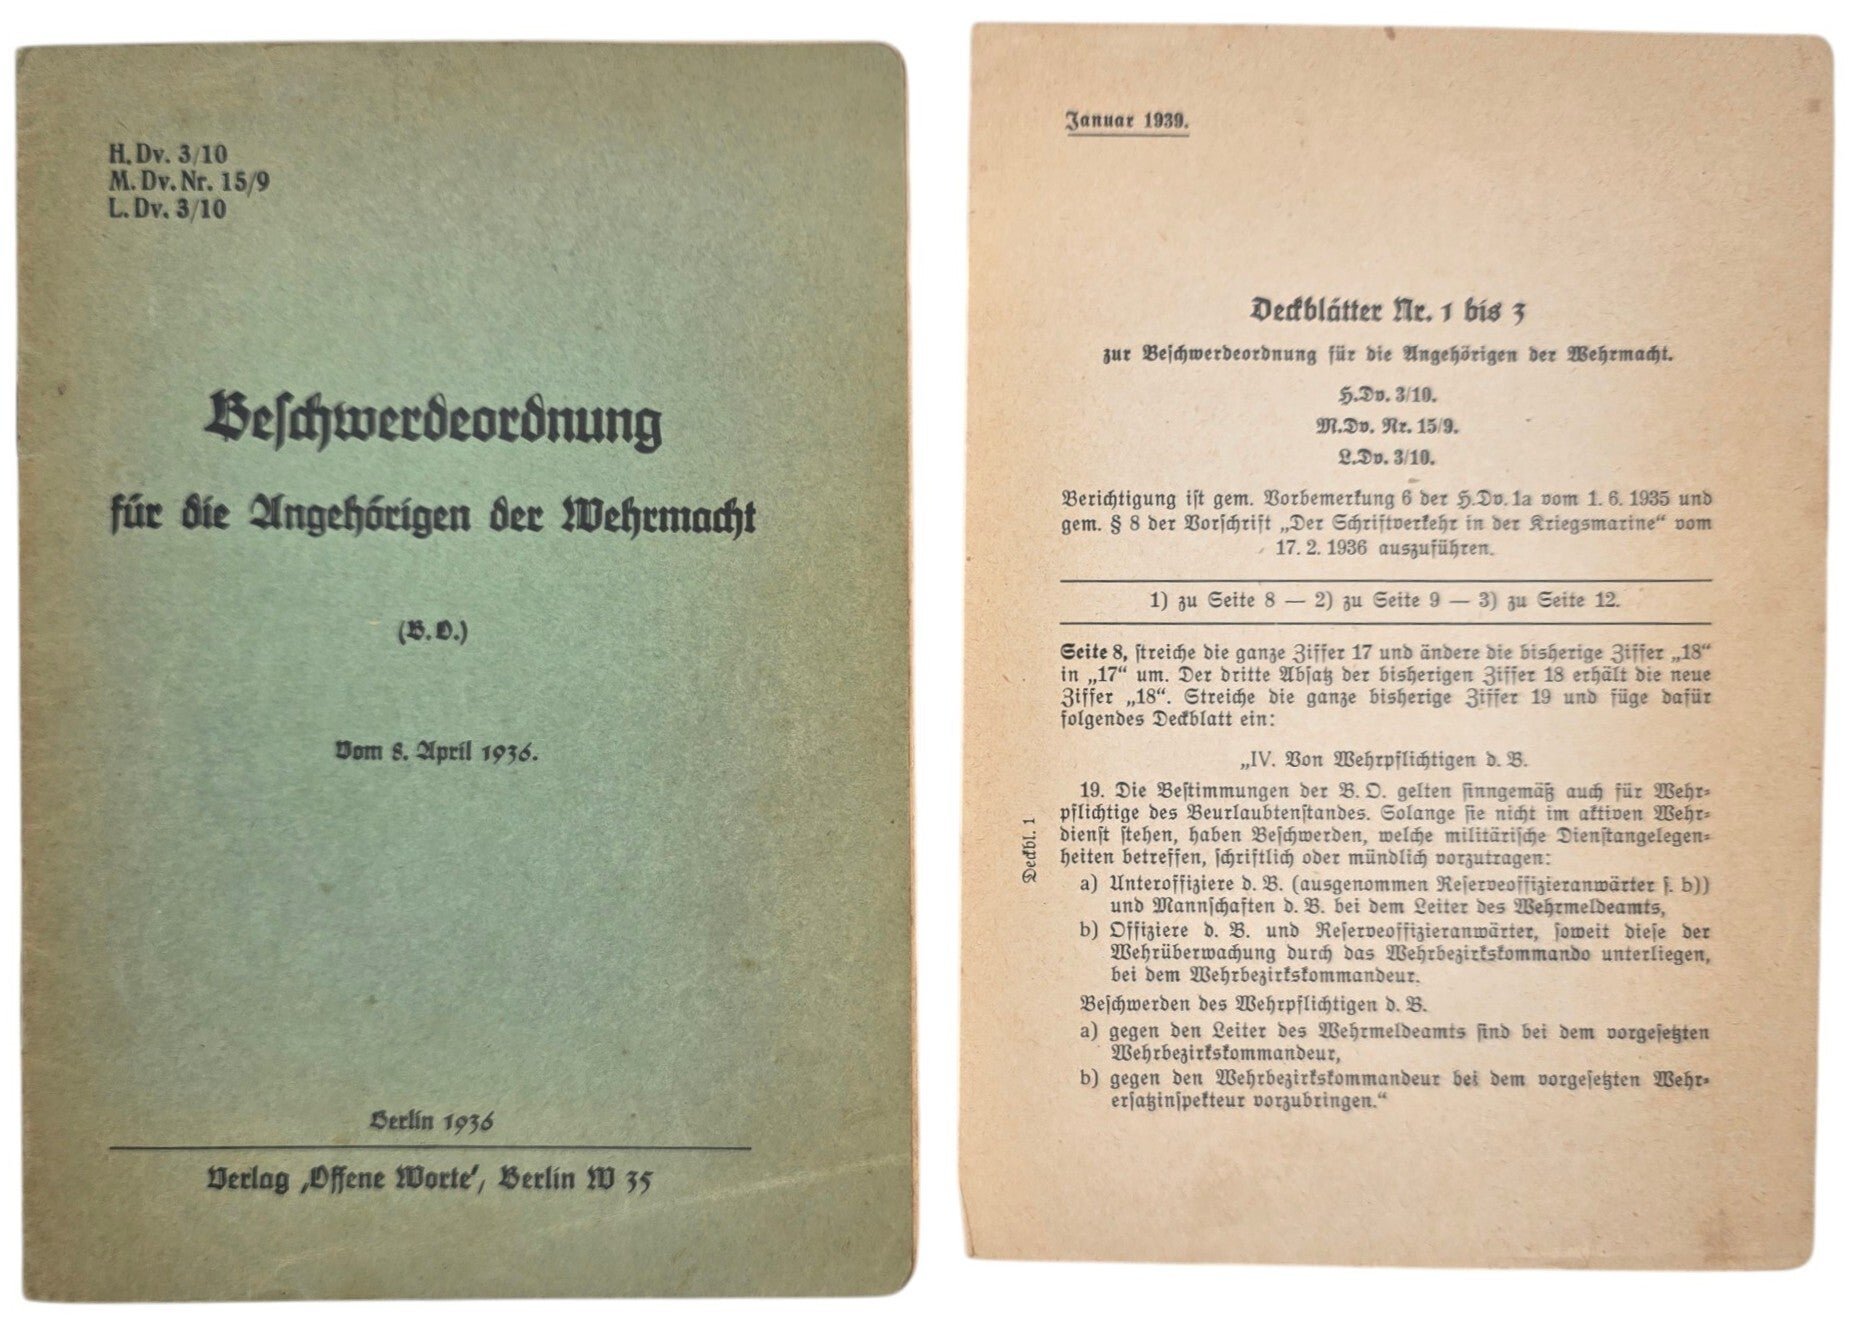 H. Dv. 3/10
M. Dv. Nr. 15/9
L. Dv. 3/10
Beschwerdeordnung
für die Angehörigen der Wehrmacht
(B. O.)
Vom 8. April 1936.
Berlin 1936
Verlag ‚Offene Worte‘, Berlin W 35
Januar 1939.
Deckblätter Nr. 1 bis 3
zur Beschwerdeordnung für die Angehörigen der Wehrmacht.
H.Dv. 3/10.
M.Dv. Nr. 15/9.
L.Dv. 3/10.
Berichtigung ist gem. Vorbemerkung 6 der H.Dv. 1a vom 1. 6. 1935 und
gem. § 8 der Vorschrift „Der Schriftverkehr in der Kriegsmarine“ vom
17. 2. 1936 auszuführen.
1) zu Seite 8 — 2) zu Seite 9 — 3) zu Seite 12.
Seite 8, streiche die ganze Ziffer 17 und ändere die bisherige Ziffer „18“
in „17“ um. Der dritte Absatz der bisherigen Ziffer 18 erhält die neue
Ziffer „18“. Streiche die ganze bisherige Ziffer 19 und füge dafür
folgendes Deckblatt ein:
„IV. Von Wehrpflichtigen d. B.
19. Die Bestimmungen der B. O. gelten sinngemäß auch für Wehr-
pflichtige des Beurlaubtenstandes. Solange sie nicht im aktiven Wehr-
dienst stehen, haben Beschwerden, welche militärische Dienstangelegen-
heiten betreffen, schriftlich oder mündlich vorzutragen:
a) Unteroffiziere d. B. (ausgenommen Reserveoffizieranwärter s. b))
und Mannschaften d. B. bei dem Leiter des Wehrmeldeamts,
b) Offiziere d. B. und Reserveoffizieranwärter, soweit diese der
Wehrüberwachung durch das Wehrbezirkskommando unterliegen,
bei dem Wehrbezirkskommandeur.
Beschwerden des Wehrpflichtigen d. B.
a) gegen den Leiter des Wehrmeldeamts sind bei dem vorgesetzten
Wehrbezirkskommandeur,
b) gegen den Wehrbezirkskommandeur bei dem vorgesetzten Wehr-
ersatzinspekteur vorzubringen.“
Deckbl. 1